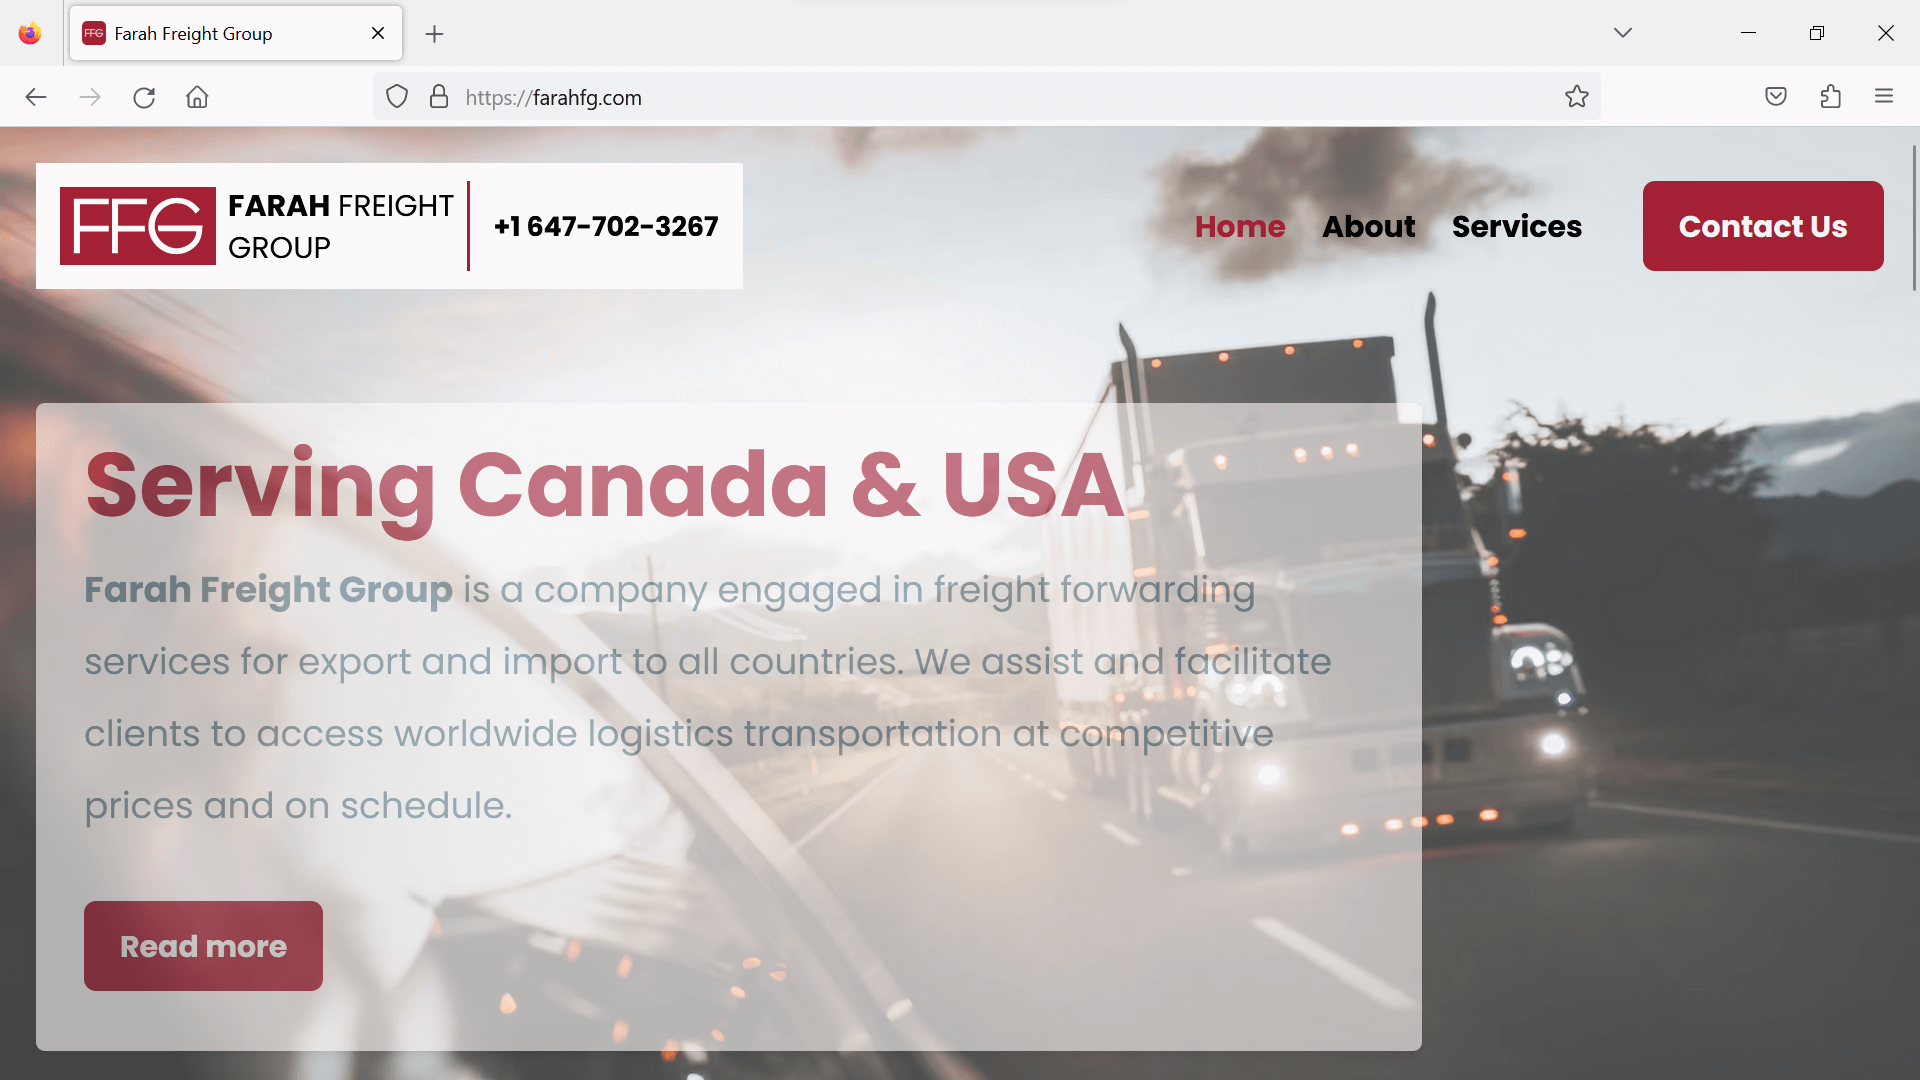 FFG Farah Freight Group
https://farahfg.com
FFG
FARAH FREIGHT
GROUP
+1 647-702-3267
Home About Services Contact Us
Serving Canada & USA
Farah Freight Group is a company engaged in freight forwarding
services for export and import to all countries. We assist and facilitate
clients to access worldwide logistics transportation at competitive
prices and on schedule.
Read more